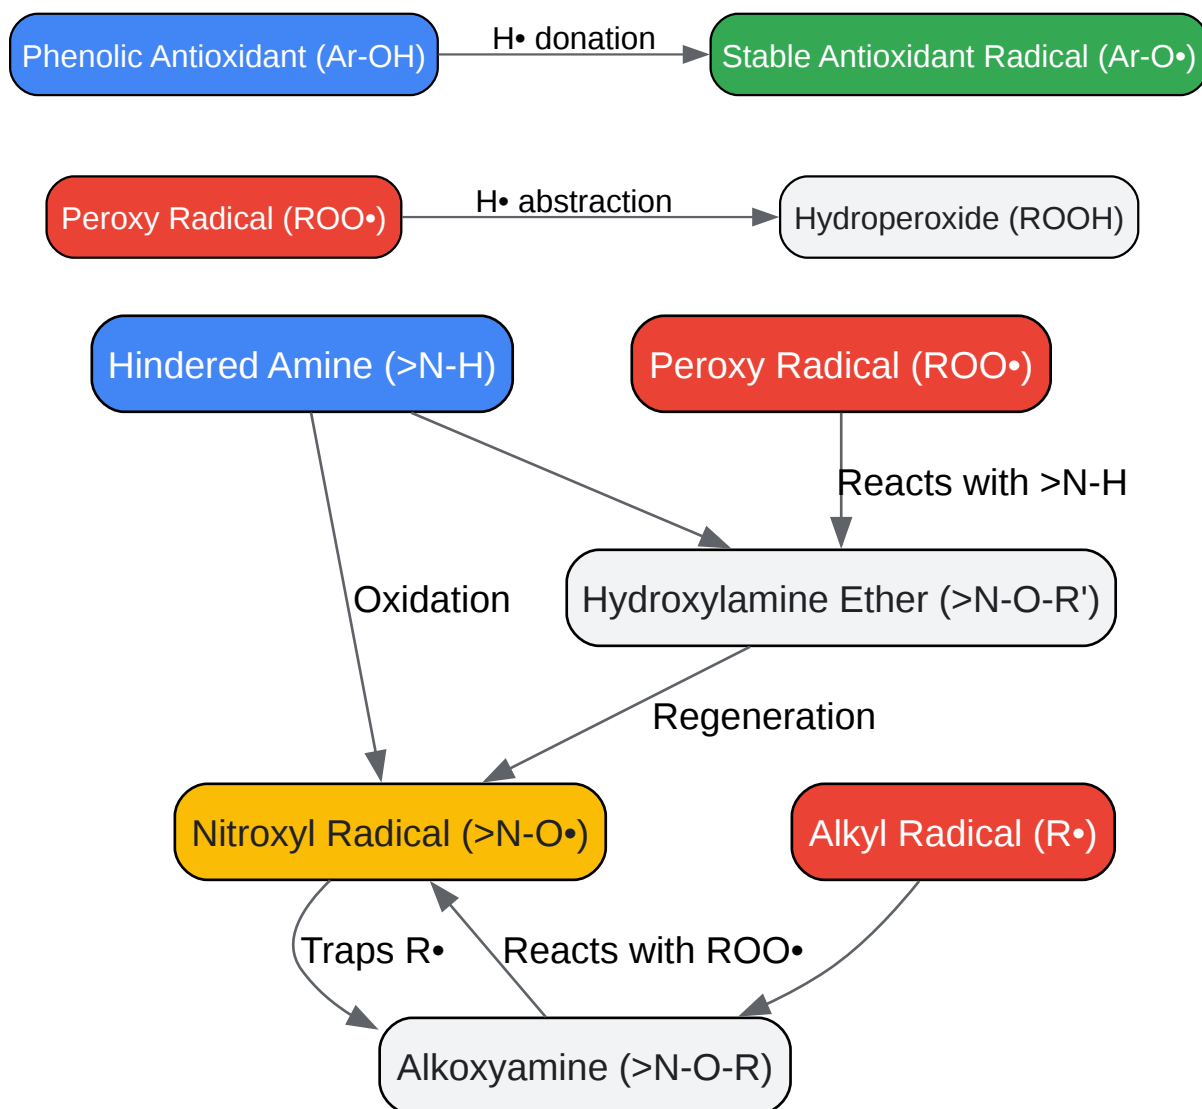 Phenolic Antioxidant (Ar-OH)
H• donation
Stable Antioxidant Radical (Ar-O•)
Peroxy Radical (ROO•)
H• abstraction
Hydroperoxide (ROOH)
Hindered Amine (>N-H)
Peroxy Radical (ROO•)
Reacts with >N-H
Oxidation
Hydroxylamine Ether (>N-O-R')
Regeneration
Nitroxyl Radical (>N-O•)
Alkyl Radical (R•)
Traps R•
Reacts with ROO•
Alkoxyamine (>N-O-R)